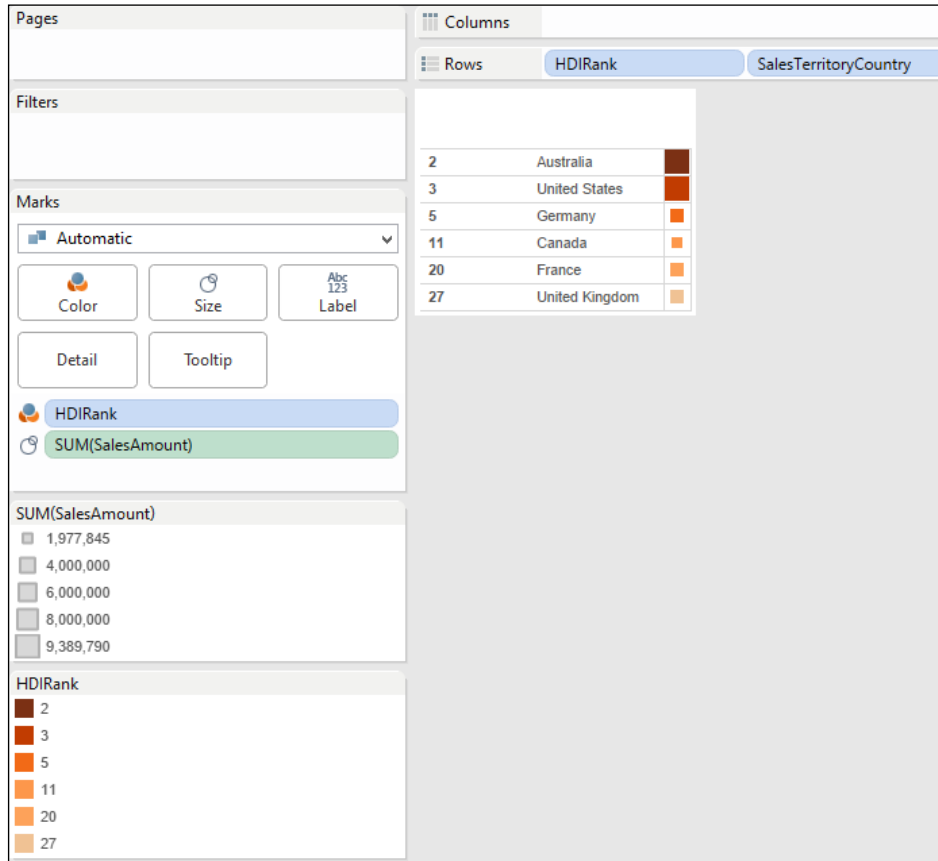 Pages
Columns
Rows HDIRank SalesTerritoryCountry
Filters
2 Australia
3 United States
5 Germany
11 Canada
20 France
27 United Kingdom
Marks
Automatic
Color Size Abc 123 Label
Detail Tooltip
HDIRank
SUM(SalesAmount)
SUM(SalesAmount)
1,977,845
4,000,000
6,000,000
8,000,000
9,389,790
HDIRank
2
3
5
11
20
27